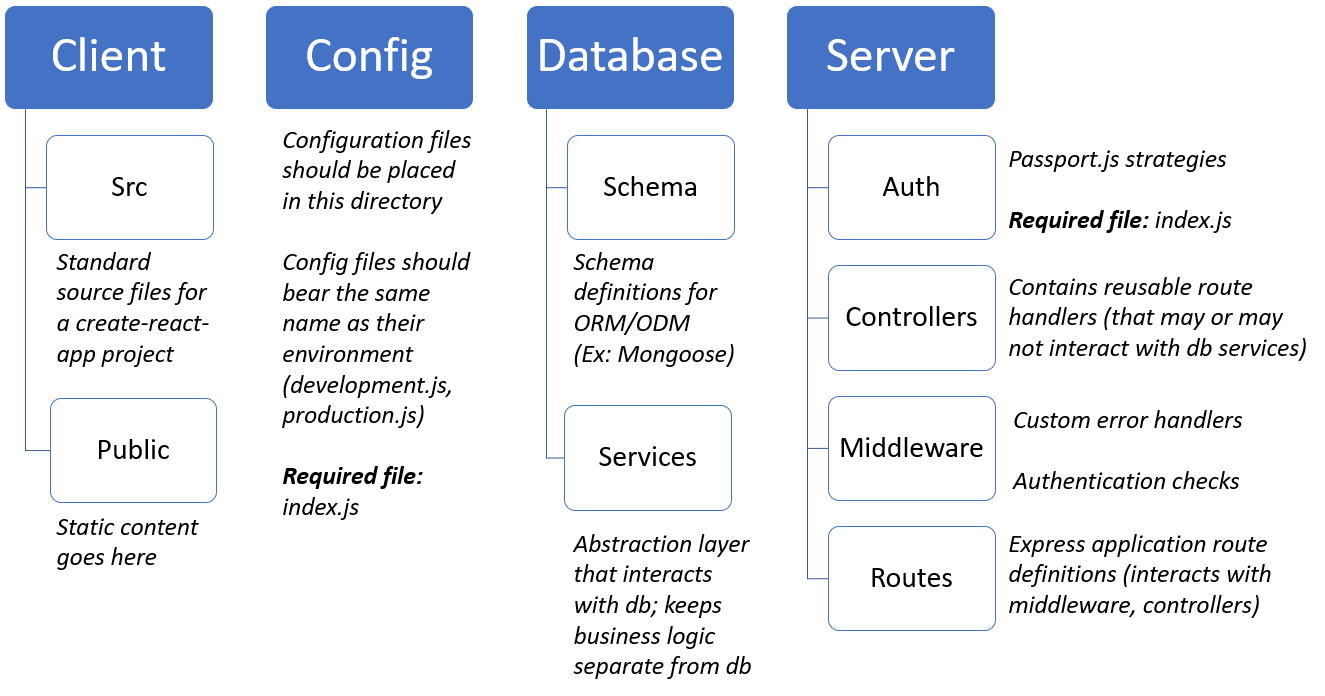 Client
Src
Standard
source files for
a create-react-
app project
Public
Static content
goes here
Config
Configuration files
should be placed
in this directory
Config files should
bear the same
name as their
environment
(development.js,
production.js)
Required file:
index.js
Database
Schema
Schema
definitions for
ORM/ODM
(Ex: Mongoose)
Services
Abstraction layer
that interacts
with db; keeps
business logic
separate from db
Server
Auth
Passport.js strategies
Required file: index.js
Controllers
Contains reusable route
handlers (that may or may
not interact with db services)
Middleware
Custom error handlers
Authentication checks
Routes
Express application route
definitions (interacts with
middleware, controllers)